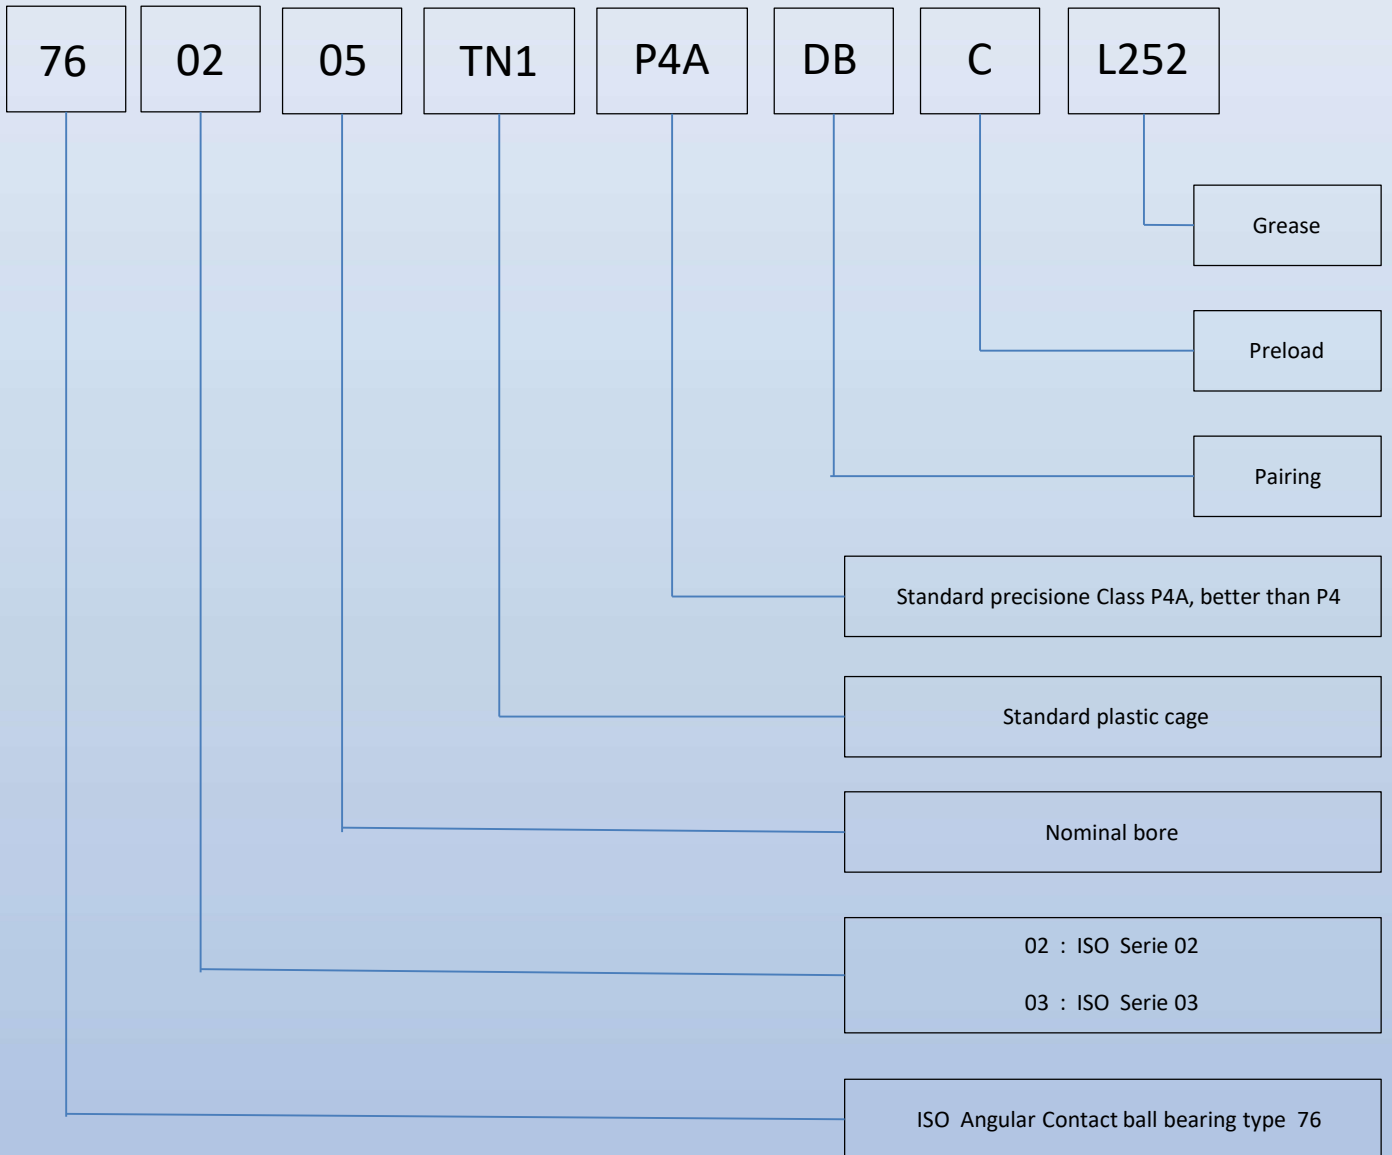 76 02 05 TN1 P4A DB C L252
Grease
Preload
Pairing
Standard precisione Class P4A, better than P4
Standard plastic cage
Nominal bore
02 : ISO Serie 02
03 : ISO Serie 03
ISO Angular Contact ball bearing type 76